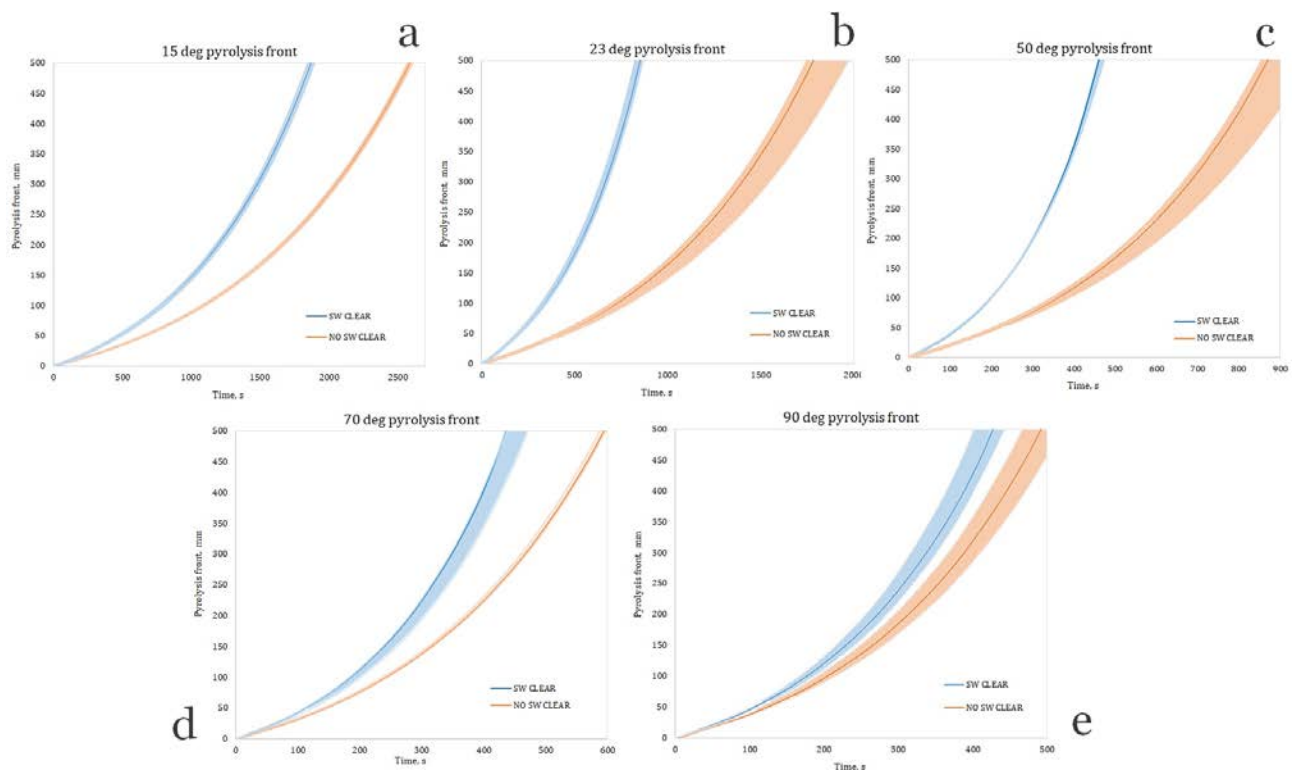 a
15 deg pyrolysis front
500
450
400
350
300
250
200
150
100
50
0
Pyrolysis front, mm
0 500 1000 1500 2000 2500
Time, s
SW CLEAR
NO SW CLEAR
b
23 deg pyrolysis front
500
450
400
350
300
250
200
150
100
50
0
Pyrolysis front, mm
0 500 1000 1500 2000
Time, s
SW CLEAR
NO SW CLEAR
c
50 deg pyrolysis front
500
450
400
350
300
250
200
150
100
50
0
Pyrolysis front, mm
0 100 200 300 400 500 600 700 800 900
Time, s
SW CLEAR
NO SW CLEAR
d
70 deg pyrolysis front
500
450
400
350
300
250
200
150
100
50
0
Pyrolysis front, mm
0 100 200 300 400 500 600
Time, s
SW CLEAR
NO SW CLEAR
e
90 deg pyrolysis front
500
450
400
350
300
250
200
150
100
50
0
Pyrolysis front, mm
0 100 200 300 400 500
Time, s
SW CLEAR
NO SW CLEAR